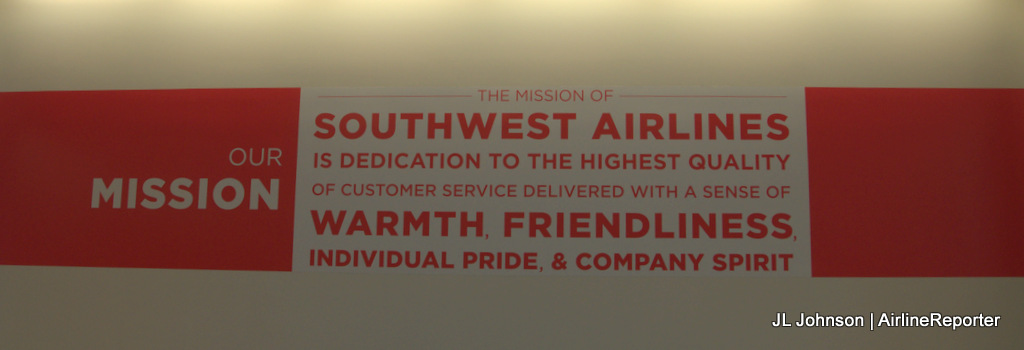 OUR
MISSION
THE MISSION OF
SOUTHWEST AIRLINES
IS DEDICATION TO THE HIGHEST QUALITY
OF CUSTOMER SERVICE DELIVERED WITH A SENSE OF
WARMTH, FRIENDLINESS,
INDIVIDUAL PRIDE, & COMPANY SPIRIT
JL Johnson | AirlineReporter